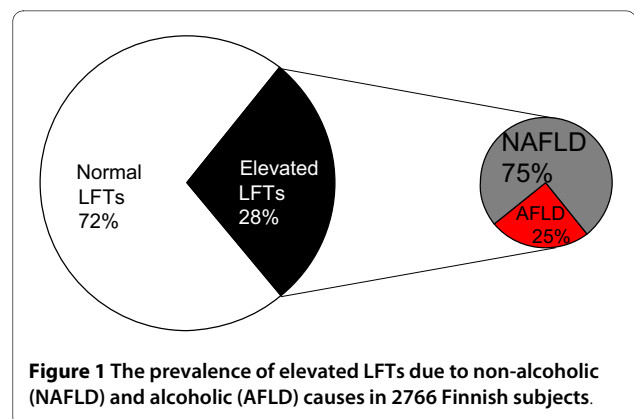 Normal
LFTs
72%
Elevated
LFTs
28%
NAFLD
75%
AFLD
25%
Figure 1 The prevalence of elevated LFTs due to non-alcoholic
(NAFLD) and alcoholic (AFLD) causes in 2766 Finnish subjects.